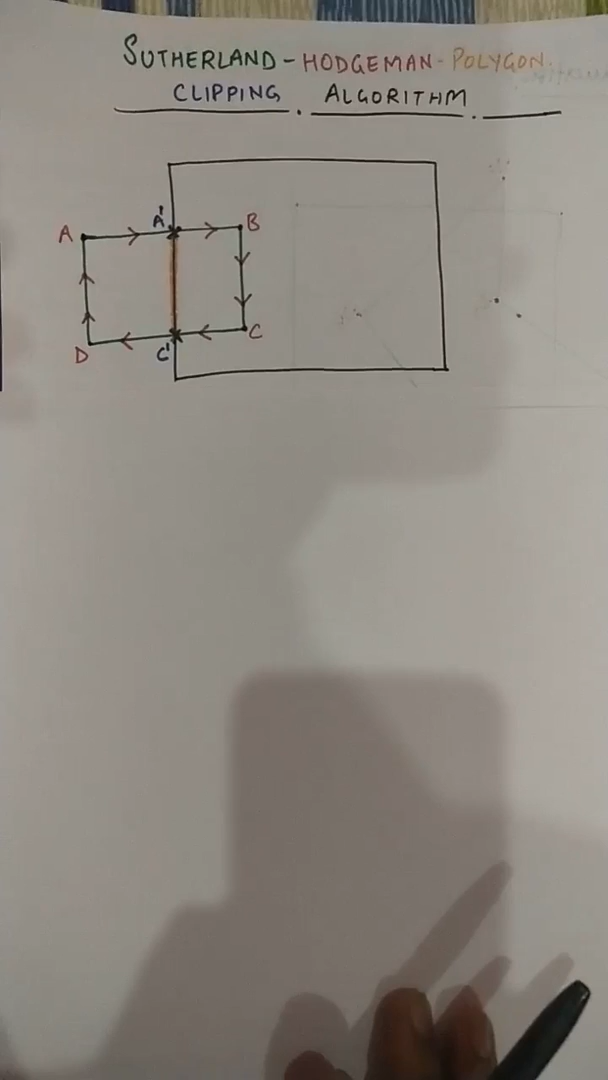 SUTHERLAND-HODGEMAN-POLYGON.
CLIPPING . ALGORITHM .
A A' B
D C' C